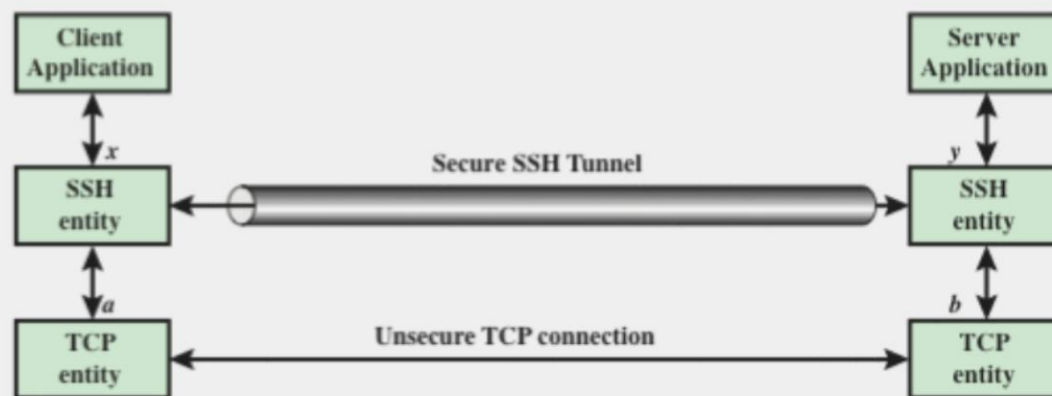 Client
Application
Server
Application
x
y
Secure SSH Tunnel
SSH
entity
SSH
entity
a
b
Unsecure TCP connection
TCP
entity
TCP
entity